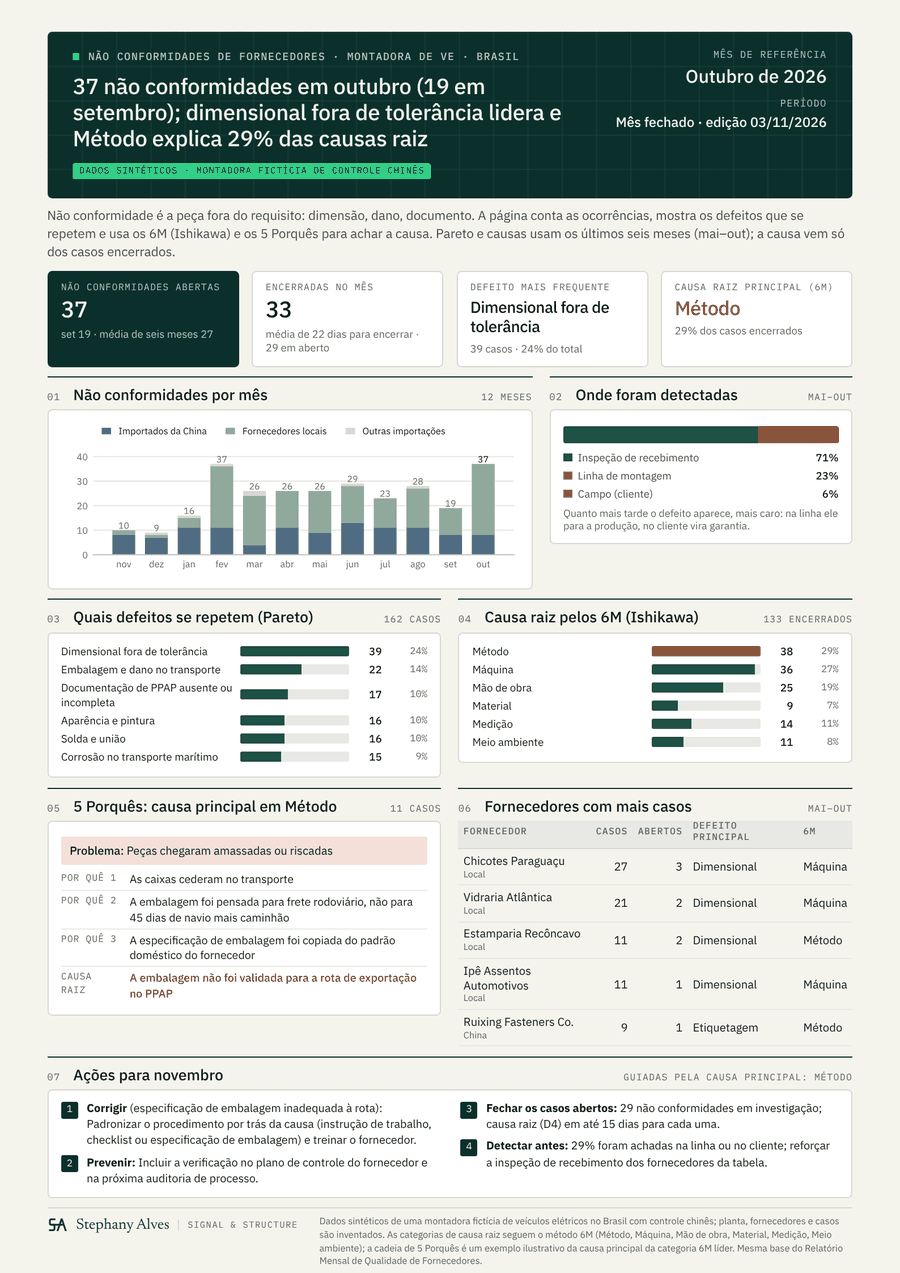 NÃO CONFORMIDADES DE FORNECEDORES · MONTADORA DE VE · BRASIL
37 não conformidades em outubro (19 em
setembro); dimensional fora de tolerância lidera e
Método explica 29% das causas raiz
DADOS SINTÉTICOS · MONTADORA FICTÍCIA DE CONTROLE CHINÊS
MÊS DE REFERÊNCIA
Outubro de 2026
PERÍODO
Mês fechado · edição 03/11/2026
Não conformidade é a peça fora do requisito: dimensão, dano, documento. A página conta as ocorrências, mostra os defeitos que se
repetem e usa os 6M (Ishikawa) e os 5 Porquês para achar a causa. Pareto e causas usam os últimos seis meses (mai–out); a causa vem só
dos casos encerrados.
NÃO CONFORMIDADES ABERTAS
37
set 19 · média de seis meses 27
ENCERRADAS NO MÊS
33
média de 22 dias para encerrar ·
29 em aberto
DEFEITO MAIS FREQUENTE
Dimensional fora de
tolerância
39 casos · 24% do total
CAUSA RAIZ PRINCIPAL (6M)
Método
29% dos casos encerrados
01 Não conformidades por mês 12 MESES
Importados da China Fornecedores locais Outras importações
40
30
20
10
0
10 9 16 37 26 26 26 29 23 28 19 37
nov dez jan fev mar abr mai jun jul ago set out
02 Onde foram detectadas MAI–OUT
Inspeção de recebimento 71%
Linha de montagem 23%
Campo (cliente) 6%
Quanto mais tarde o defeito aparece, mais caro: na linha ele
para a produção, no cliente vira garantia.
03 Quais defeitos se repetem (Pareto) 162 CASOS
Dimensional fora de tolerância 39 24%
Embalagem e dano no transporte 22 14%
Documentação de PPAP ausente ou
incompleta 17 10%
Aparência e pintura 16 10%
Solda e união 16 10%
Corrosão no transporte marítimo 15 9%
04 Causa raiz pelos 6M (Ishikawa) 133 ENCERRADOS
Método 38 29%
Máquina 36 27%
Mão de obra 25 19%
Material 9 7%
Medição 14 11%
Meio ambiente 11 8%
05 5 Porquês: causa principal em Método 11 CASOS
Problema: Peças chegaram amassadas ou riscadas
POR QUÊ 1 As caixas cederam no transporte
POR QUÊ 2 A embalagem foi pensada para frete rodoviário, não para
45 dias de navio mais caminhão
POR QUÊ 3 A especificação de embalagem foi copiada do padrão
doméstico do fornecedor
CAUSA RAIZ A embalagem não foi validada para a rota de exportação
no PPAP
06 Fornecedores com mais casos MAI–OUT
FORNECEDOR CASOS ABERTOS DEFEITO PRINCIPAL 6M
Chicotes Paraguaçu 27 3 Dimensional Máquina
Local
Vidraria Atlântica 21 2 Dimensional Máquina
Local
Estamparia Recôncavo 11 2 Dimensional Método
Local
Ipê Assentos
Automotivos 11 1 Dimensional Máquina
Local
Ruixing Fasteners Co. 9 1 Etiquetagem Método
China
07 Ações para novembro GUIADAS PELA CAUSA PRINCIPAL: MÉTODO
1 Corrigir (especificação de embalagem inadequada à rota):
Padronizar o procedimento por trás da causa (instrução de trabalho,
checklist ou especificação de embalagem) e treinar o fornecedor.
2 Prevenir: Incluir a verificação no plano de controle do fornecedor e
na próxima auditoria de processo.
3 Fechar os casos abertos: 29 não conformidades em investigação;
causa raiz (D4) em até 15 dias para cada uma.
4 Detectar antes: 29% foram achadas na linha ou no cliente; reforçar
a inspeção de recebimento dos fornecedores da tabela.
SA Stephany Alves SIGNAL & STRUCTURE
Dados sintéticos de uma montadora fictícia de veículos elétricos no Brasil com controle chinês; planta, fornecedores e casos
são inventados. As categorias de causa raiz seguem o método 6M (Método, Máquina, Mão de obra, Material, Medição, Meio
ambiente); a cadeia de 5 Porquês é um exemplo ilustrativo da causa principal da categoria 6M líder. Mesma base do Relatório
Mensal de Qualidade de Fornecedores.